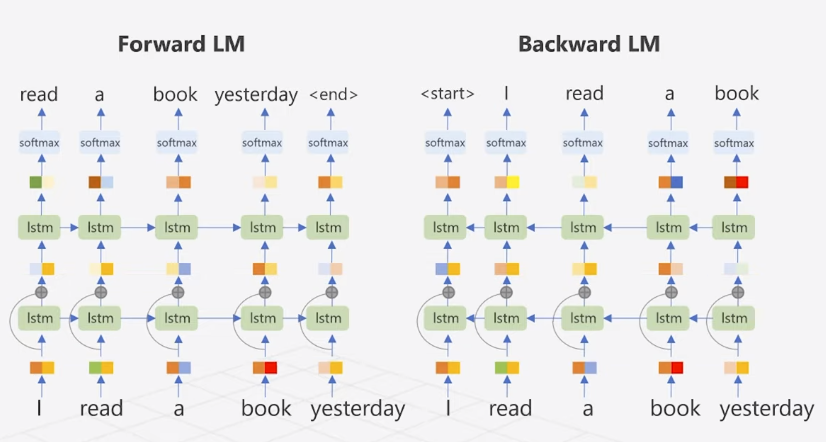 Forward LM Backward LM
read a book yesterday <end> <start> I read a book
softmax softmax softmax softmax softmax softmax softmax softmax softmax softmax
lstm lstm lstm lstm lstm lstm lstm lstm lstm lstm
lstm lstm lstm lstm lstm lstm lstm lstm lstm lstm
I read a book yesterday I read a book yesterday